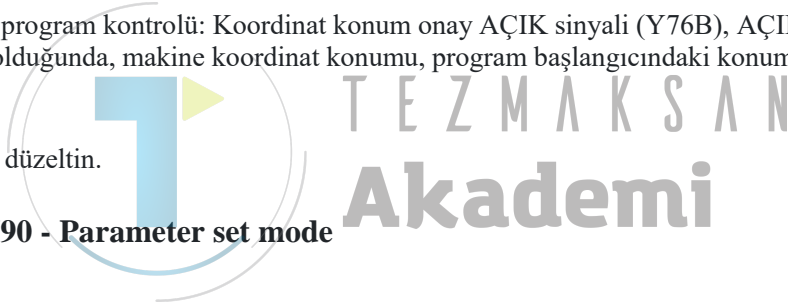 program kontrolü: Koordinat konum onay AÇIK sinyali (Y76B), AÇI
olduğunda, makine koordinat konumu, program başlangıcındaki konum
TEZMAKSAN
düzeltin.
Akademi
90 - Parameter set mode